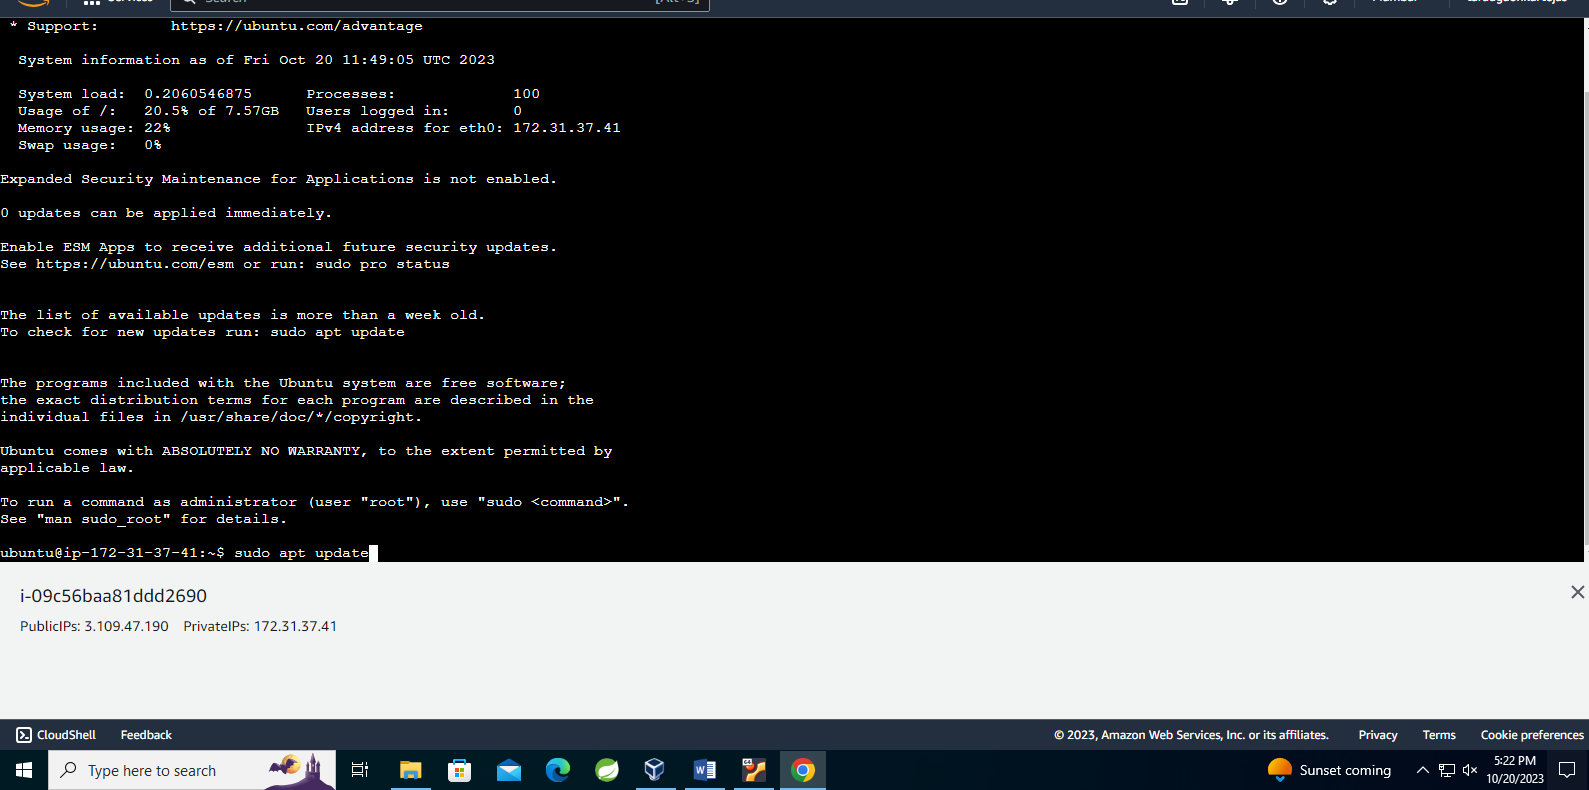 * Support: https://ubuntu.com/advantage
System information as of Fri Oct 20 11:49:05 UTC 2023
System load: 0.2060546875 Processes: 100
Usage of /: 20.5% of 7.57GB Users logged in: 0
Memory usage: 22% IPv4 address for eth0: 172.31.37.41
Swap usage: 0%
Expanded Security Maintenance for Applications is not enabled.
0 updates can be applied immediately.
Enable ESM Apps to receive additional future security updates.
See https://ubuntu.com/esm or run: sudo pro status
The list of available updates is more than a week old.
To check for new updates run: sudo apt update
The programs included with the Ubuntu system are free software;
the exact distribution terms for each program are described in the
individual files in /usr/share/doc/*/copyright.
Ubuntu comes with ABSOLUTELY NO WARRANTY, to the extent permitted by
applicable law.
To run a command as administrator (user "root"), use "sudo <command>".
See "man sudo_root" for details.
ubuntu@ip-172-31-37-41:~$ sudo apt update
i-09c56baa81ddd2690
PublicIPs: 3.109.47.190 PrivateIPs: 172.31.37.41
CloudShell Feedback © 2023, Amazon Web Services, Inc. or its affiliates. Privacy Terms Cookie preferences
Type here to search
Sunset coming
5:22 PM
10/20/2023